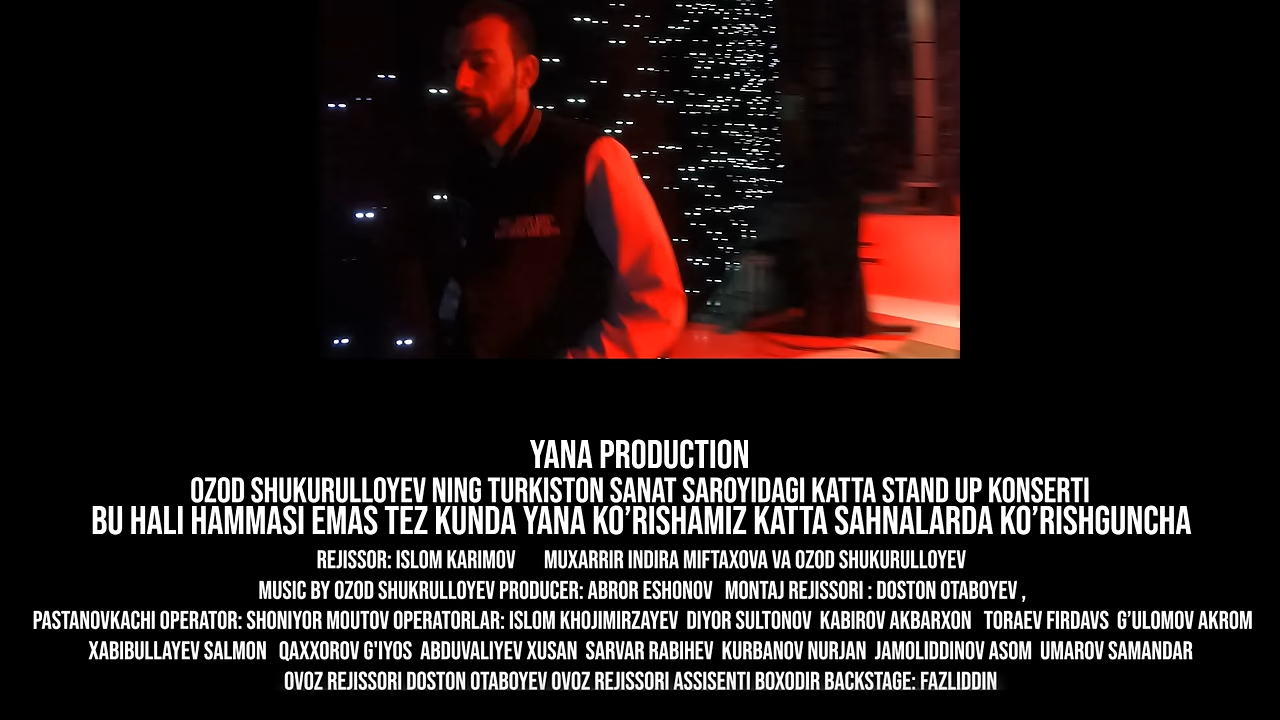 YANA PRODUCTION
OZOD SHUKURULLOYEV NING TURKISTON SANAT SAROYIDAGI KATTA STAND UP KONSERTI
BU HALI HAMMASI EMAS TEZ KUNDA YANA KO’RISHAMIZ KATTA SAHNALARDA KO’RISHGUNCHA
REJISSOR: ISLOM KARIMOV MUXARRIR INDIRA MIFTAXOVA VA OZOD SHUKURULLOYEV
MUSIC BY OZOD SHUKRULLOYEV PRODUCER: ABROR ESHONOV MONTAJ REJISSORI : DOSTON OTABOYEV ,
PASTANOVKACHI OPERATOR: SHONIYOR MOUTOV OPERATORLAR: ISLOM KHOJIMIRZAYEV DIYOR SULTONOV KABIROV AKBARXON TORAEV FIRDAVS G’ULOMOV AKROM
XABIBULLAYEV SALMON QAXXOROV G'IYOS ABDUVALIYEV XUSAN SARVAR RABIHEV KURBANOV NURJAN JAMOLIDDINOV ASOM UMAROV SAMANDAR
OVOZ REJISSORI DOSTON OTABOYEV OVOZ REJISSORI ASSISENTI BOXODIR BACKSTAGE: FAZLIDDIN